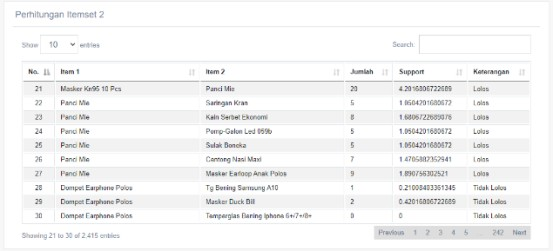 Perhitungan Itemset 2
Show 10 entries Search:
No. Item 1 Item 2 Jumlah Support Keterangan
21 Masker Kn95 10 Pcs Panci Mie 20 4.2016806722689 Lolos
22 Panci Mie Saringan Kran 5 1.0504201680672 Lolos
23 Panci Mie Kain Serbet Ekonomi 8 1.6806722689076 Lolos
24 Panci Mie Pomp-Galon Led 059b 5 1.0504201680672 Lolos
25 Panci Mie Sulak Boneka 5 1.0504201680672 Lolos
26 Panci Mie Centong Nasi Maxi 7 1.4705882352941 Lolos
27 Panci Mie Masker Earloop Anak Polos 9 1.890756302521 Lolos
28 Dompet Earphone Polos Tg Bening Samsung A10 1 0.21008403361345 Tidak Lolos
29 Dompet Earphone Polos Masker Duck Bill 2 0.42016806722689 Tidak Lolos
30 Dompet Earphone Polos Temperglas Bening Iphone 6+/7+/8+ 0 0 Tidak Lolos
Showing 21 to 30 of 2.415 entries Previous 1 2 3 4 5 ... 242 Next